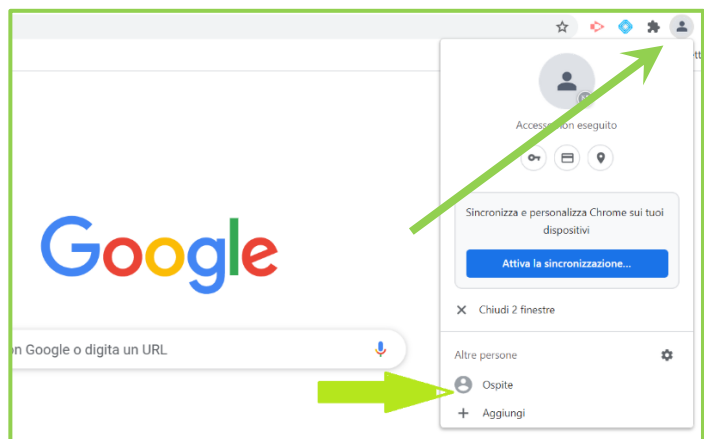 Accesso non eseguito
Google
Sincronizza e personalizza Chrome sui tuoi
dispositivi
Attiva la sincronizzazione...
Chiudi 2 finestre
on Google o digita un URL
Altre persone
Ospite
Aggiungi